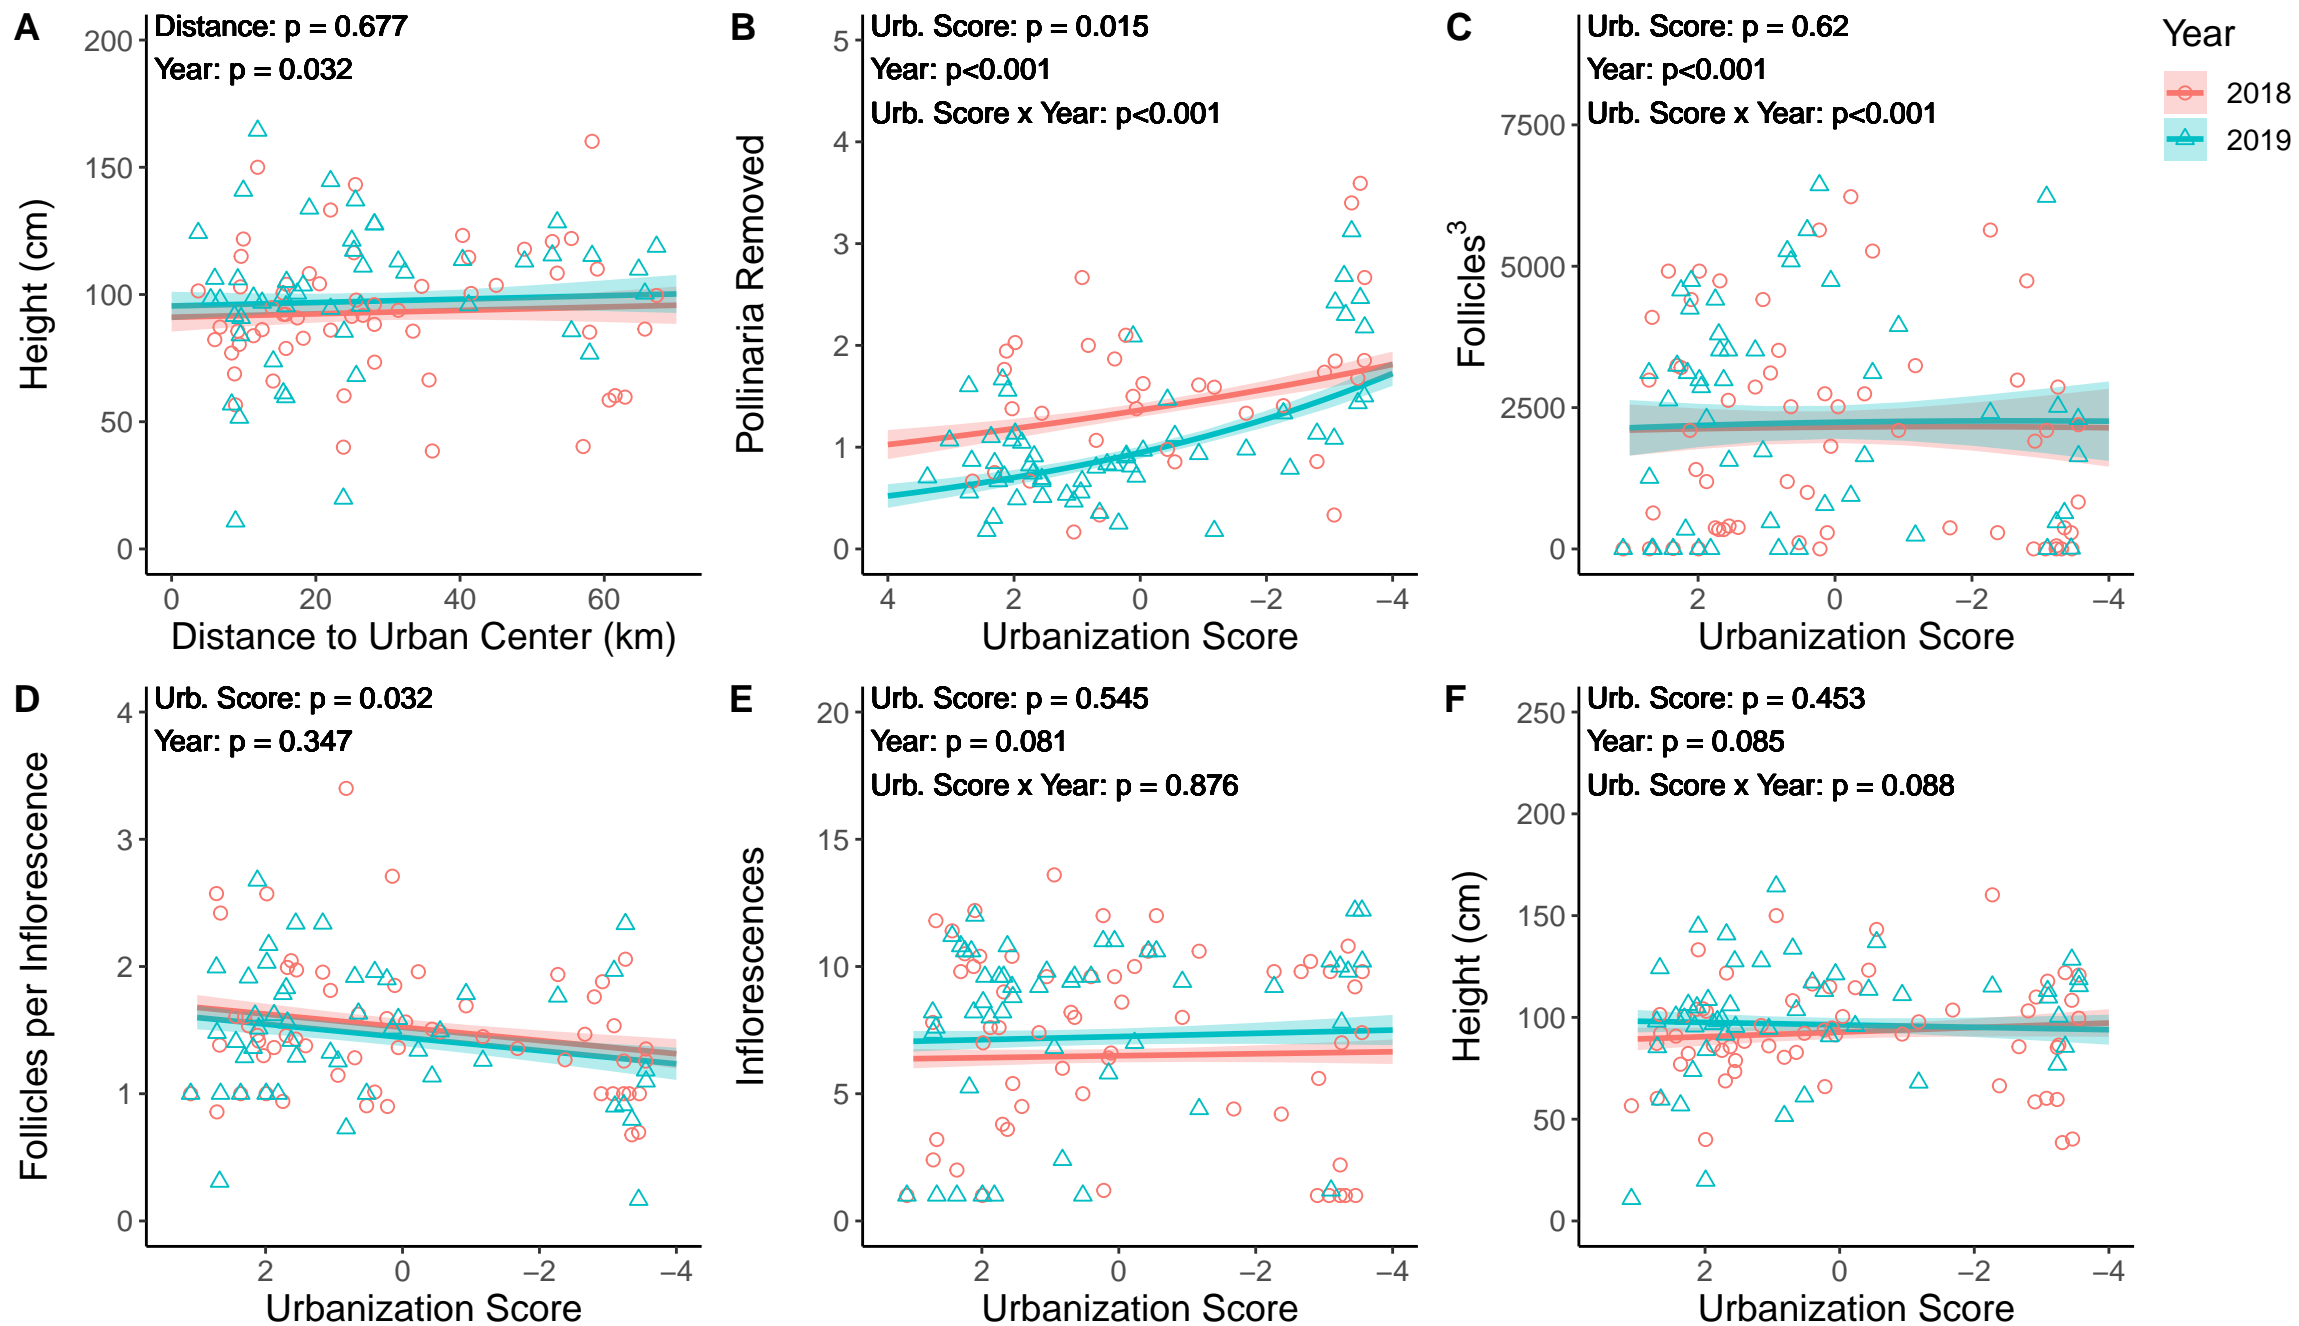 A
Distance: p = 0.677
Year: p = 0.032
200
150
100
50
0
Height (cm)
0 20 40 60
Distance to Urban Center (km)
B
Urb. Score: p = 0.015
Year: p<0.001
Urb. Score x Year: p<0.001
5
4
3
2
1
0
Pollinaria Removed
4 2 0 −2 −4
Urbanization Score
C
Urb. Score: p = 0.62
Year: p<0.001
Urb. Score x Year: p<0.001
7500
5000
2500
0
Follicles³
2 0 −2 −4
Urbanization Score
Year
2018
2019
D
Urb. Score: p = 0.032
Year: p = 0.347
4
3
2
1
0
Follicles per Inflorescence
2 0 −2 −4
Urbanization Score
E
Urb. Score: p = 0.545
Year: p = 0.081
Urb. Score x Year: p = 0.876
20
15
10
5
0
Inflorescences
2 0 −2 −4
Urbanization Score
F
Urb. Score: p = 0.453
Year: p = 0.085
Urb. Score x Year: p = 0.088
250
200
150
100
50
0
Height (cm)
2 0 −2 −4
Urbanization Score